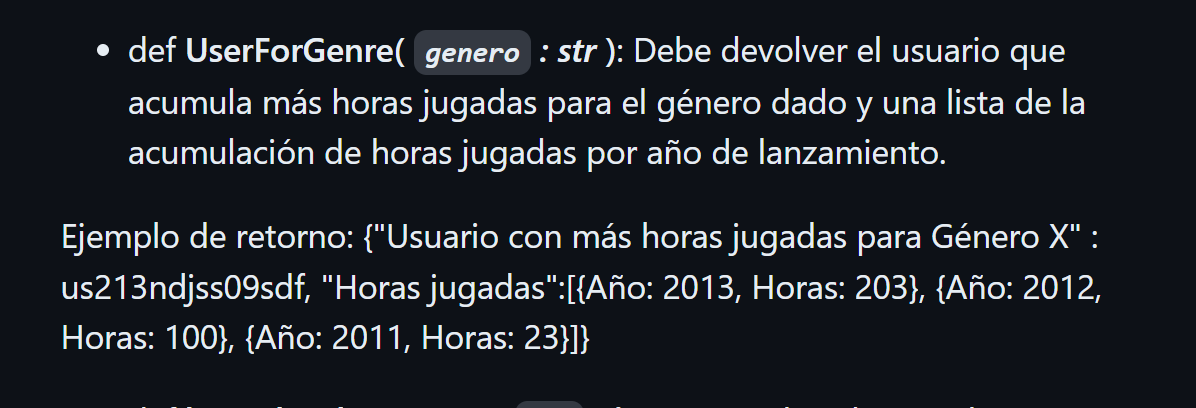 • def UserForGenre( genero : str ): Debe devolver el usuario que
acumula más horas jugadas para el género dado y una lista de la
acumulación de horas jugadas por año de lanzamiento.
Ejemplo de retorno: {"Usuario con más horas jugadas para Género X" :
us213ndjss09sdf, "Horas jugadas":[{Año: 2013, Horas: 203}, {Año: 2012,
Horas: 100}, {Año: 2011, Horas: 23}]}